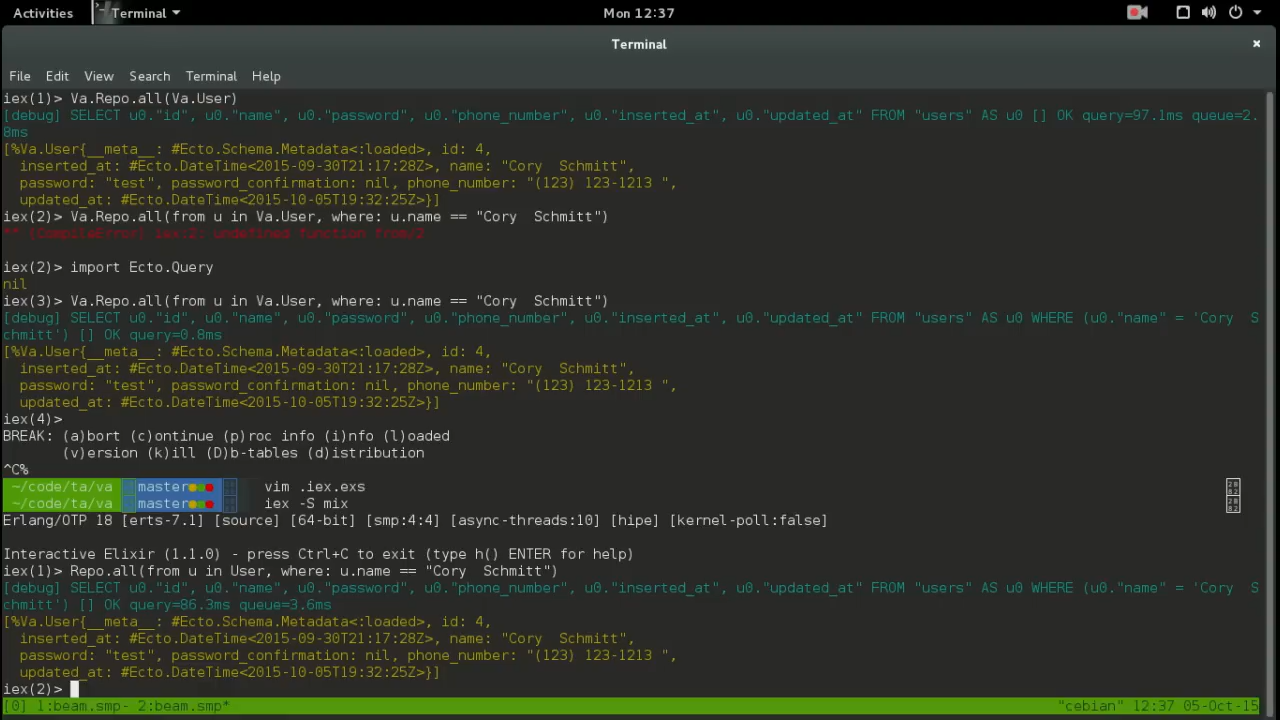 Activities Terminal Mon 12:37
Terminal ×
File Edit View Search Terminal Help
iex(1)> Va.Repo.all(Va.User)
[debug] SELECT u0."id", u0."name", u0."password", u0."phone_number", u0."inserted_at", u0."updated_at" FROM "users" AS u0 [] OK query=97.1ms queue=2.
8ms
[%Va.User{__meta__: #Ecto.Schema.Metadata<:loaded>, id: 4,
  inserted_at: #Ecto.DateTime<2015-09-30T21:17:28Z>, name: "Cory  Schmitt",
  password: "test", password_confirmation: nil, phone_number: "(123) 123-1213 ",
  updated_at: #Ecto.DateTime<2015-10-05T19:32:25Z>}]
iex(2)> Va.Repo.all(from u in Va.User, where: u.name == "Cory  Schmitt")
** (CompileError) iex:2: undefined function from/2
iex(2)> import Ecto.Query
nil
iex(3)> Va.Repo.all(from u in Va.User, where: u.name == "Cory  Schmitt")
[debug] SELECT u0."id", u0."name", u0."password", u0."phone_number", u0."inserted_at", u0."updated_at" FROM "users" AS u0 WHERE (u0."name" = 'Cory  S
chmitt') [] OK query=0.8ms
[%Va.User{__meta__: #Ecto.Schema.Metadata<:loaded>, id: 4,
  inserted_at: #Ecto.DateTime<2015-09-30T21:17:28Z>, name: "Cory  Schmitt",
  password: "test", password_confirmation: nil, phone_number: "(123) 123-1213 ",
  updated_at: #Ecto.DateTime<2015-10-05T19:32:25Z>}]
iex(4)>
BREAK: (a)bort (c)ontinue (p)roc info (i)nfo (l)oaded
       (v)ersion (k)ill (D)b-tables (d)istribution
^C%
~/code/ta/va master vim .iex.exs
~/code/ta/va master iex -S mix
Erlang/OTP 18 [erts-7.1] [source] [64-bit] [smp:4:4] [async-threads:10] [hipe] [kernel-poll:false]
Interactive Elixir (1.1.0) - press Ctrl+C to exit (type h() ENTER for help)
iex(1)> Repo.all(from u in User, where: u.name == "Cory  Schmitt")
[debug] SELECT u0."id", u0."name", u0."password", u0."phone_number", u0."inserted_at", u0."updated_at" FROM "users" AS u0 WHERE (u0."name" = 'Cory  S
chmitt') [] OK query=86.3ms queue=3.6ms
[%Va.User{__meta__: #Ecto.Schema.Metadata<:loaded>, id: 4,
  inserted_at: #Ecto.DateTime<2015-09-30T21:17:28Z>, name: "Cory  Schmitt",
  password: "test", password_confirmation: nil, phone_number: "(123) 123-1213 ",
  updated_at: #Ecto.DateTime<2015-10-05T19:32:25Z>}]
iex(2)>
[0] 1:beam.smp- 2:beam.smp* "cebian" 12:37 05-Oct-15